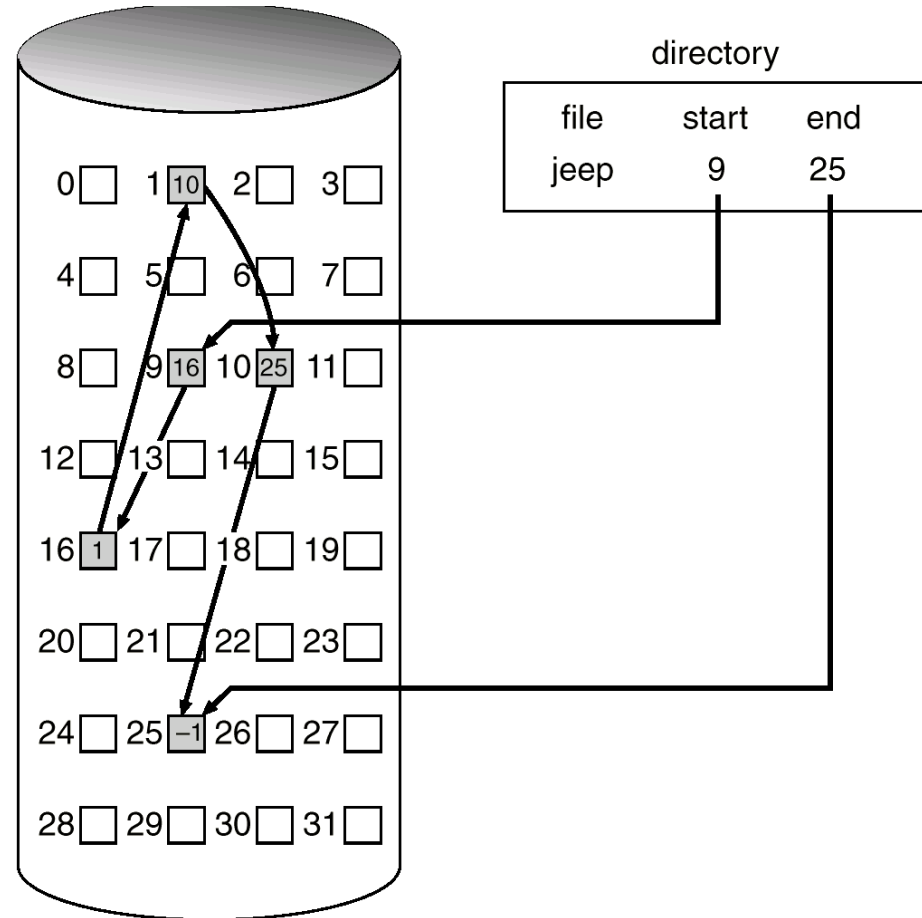 directory
file start end
jeep 9 25
0 1 10 2 3
4 5 6 7
8 9 16 10 25 11
12 13 14 15
16 1 17 18 19
20 21 22 23
24 25 –1 26 27
28 29 30 31